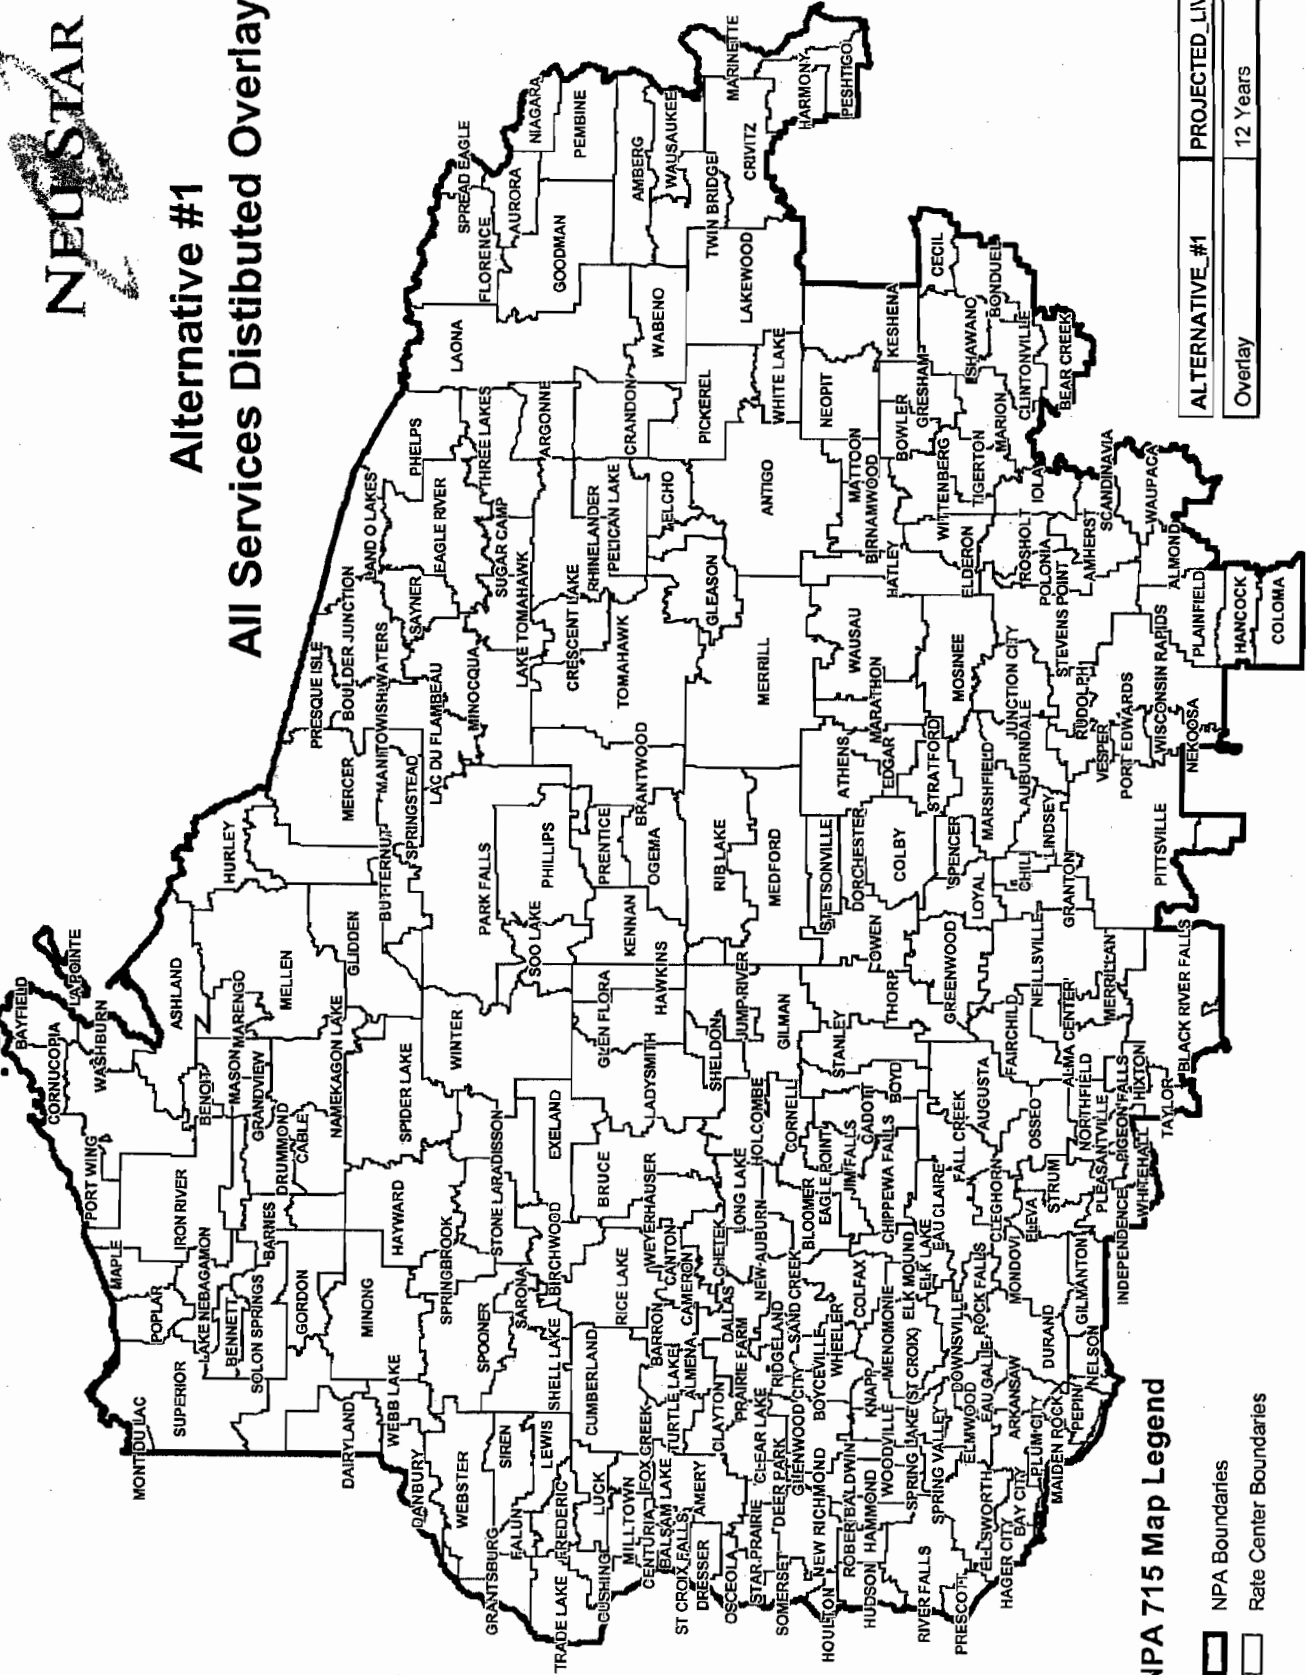 NEUSTAR
Alternative #1
All Services Distibuted Overlay
MONT DU LAC
SUPERIOR
POPLAR
MAPLE
PORT WING
CORNUCOPIA
BAYFIELD
LAPOINTE
WASHBURN
IRON RIVER
LAKE NEBAGAMON
BENNETT
SOLON SPRINGS
BARNES
GORDON
BENOIT
MASON
MARENGO
GRANDVIEW
DRUMMOND
CABLE
NAMEKAGON LAKE
ASHLAND
MELLEN
GLIDDEN
HURLEY
DAIRYLAND
MINONG
HAYWARD
SPIDER LAKE
WINTER
BUTTERNUT
SPRINGSTEAD
MERCER
MANITOWISH WATERS
PRESQUE ISLE
BOULDER JUNCTION
LAND O LAKES
PHELPS
SAYNER
EAGLE RIVER
LAC DU FLAMBEAU
MINOCQUA
SUGAR CAMP
THREE LAKES
LAONA
FLORENCE
SPREAD EAGLE
AURORA
NIAGARA
PEMBINE
GOODMAN
AMBERG
WAUSAUKEE
TWIN BRIDGE
CRIVITZ
MARINETTE
HARMONY
PESHTIGO
DANBURY
WEBB LAKE
WEBSTER
SIREN
LEWIS
GRANTSBURG
FALUN
TRADE LAKE
FREDERIC
CUSHING
LUCK
MILLTOWN
CENTURIA
FOX CREEK
BALSAM LAKE
ST CROIX FALLS
DRESSER
AMERY
OSCEOLA
STAR PRAIRIE
SOMERSET
DEER PARK
CLEAR LAKE
CLAYTON
TURTLE LAKE
ALMENA
BARRON
CAMERON
CANTON
WEYERHAUSER
CUMBERLAND
RICE LAKE
SHELL LAKE
SPOONER
SARONA
BIRCHWOOD
SPRINGBROOK
STONE LAKE
RADISSON
EXELAND
BRUCE
LADYSMITH
GLEN FLORA
HAWKINS
KENNAN
SOO LAKE
PARK FALLS
PHILLIPS
PRENTICE
BRANTWOOD
OGEMA
TOMAHAWK
CRESCENT LAKE
LAKE TOMAHAWK
RHINELANDER
PELICAN LAKE
ARGONNE
CRANDON
WABENO
PICKEREL
ELCHO
GLEASON
ANTIGO
WHITE LAKE
LAKEWOOD
MERRILL
RIB LAKE
MEDFORD
JUMP RIVER
SHELDON
GILMAN
HOLCOMBE
CORNELL
LONG LAKE
CHETEK
NEW AUBURN
DALLAS
PRAIRIE FARM
RIDGELAND
SAND CREEK
BLOOMER
EAGLE POINT
JIM FALLS
CADOTT
BOYD
STANLEY
THORP
OWEN
STETSONVILLE
DORCHESTER
COLBY
ATHENS
EDGAR
MARATHON
WAUSAU
HATLEY
BIRNAMWOOD
MATTOON
NEOPIT
KESHENA
BOWLER
GRESHAM
CECIL
SHAWANO
BONDUEL
WITTENBERG
TIGERTON
MARION
CLINTONVILLE
BEAR CREEK
ELDERON
ROSHOLT
IOLA
SCANDINAVIA
WAUPACA
POLONIA
AMHERST
STEVENS POINT
ALMOND
PLAINFIELD
HANCOCK
COLOMA
MOSINEE
JUNCTION CITY
RUDOLPH
WISCONSIN RAPIDS
PORT EDWARDS
NEKOOSA
VESPER
AUBURNDALE
MARSHFIELD
STRATFORD
SPENCER
LINDSEY
CHILI
LOYAL
GRANTON
PITTSVILLE
GREENWOOD
NEILLSVILLE
MERRILLAN
BLACK RIVER FALLS
FAIRCHILD
ALMA CENTER
HIXTON
TAYLOR
AUGUSTA
OSSEO
NORTHFIELD
PIGEON FALLS
PLEASANTVILLE
WHITEHALL
INDEPENDENCE
STRUM
ELEVA
FALL CREEK
CLEGHORN
EAU CLAIRE
CHIPPEWA FALLS
ELK LAKE
ELK MOUND
COLFAX
WHEELER
BOYCEVILLE
GLENWOOD CITY
MENOMONIE
KNAPP
WOODVILLE
NEW RICHMOND
HOULTON
ROBERTS
BALDWIN
HUDSON
HAMMOND
RIVER FALLS
SPRING LAKE (ST CROIX)
SPRING VALLEY
DOWNSVILLE
ROCK FALLS
MONDOVI
ELMWOOD
EAU GALLE
ARKANSAW
DURAND
GILMANTON
NELSON
PEPIN
PLUM CITY
MAIDEN ROCK
BAY CITY
ELLSWORTH
HAGER CITY
PRESCOTT
ALTERNATIVE_#1
PROJECTED_LIV
Overlay
12 Years
NPA 715 Map Legend
NPA Boundaries
Rate Center Boundaries